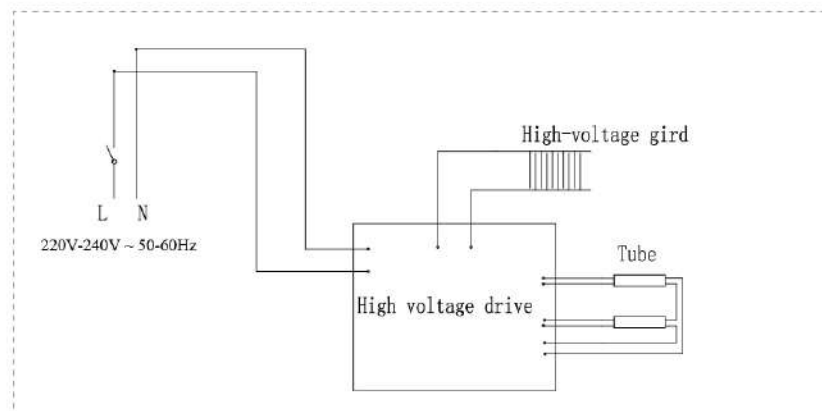 High-voltage gird
L N
220V-240V ~ 50-60Hz
Tube
High voltage drive